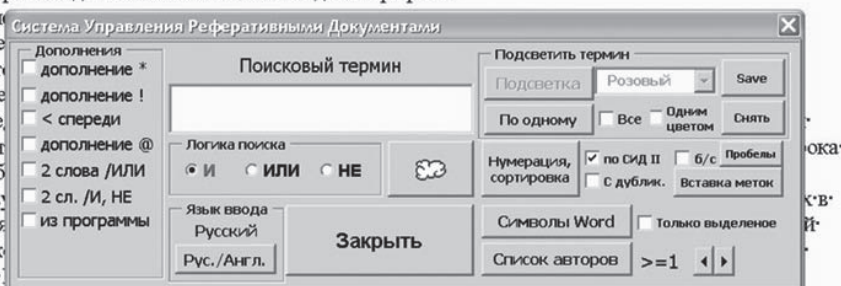 Система Управления Реферативными Документами
Дополнения
дополнение *
дополнение !
< спереди
дополнение @
2 слова /ИЛИ
2 сл. /И, НЕ
из программы
Поисковый термин
Логика поиска
И ИЛИ НЕ
Язык ввода
Русский
Рус./Англ.
Закрыть
Подсветить термин
Подсветка Розовый Save
По одному Все Одним цветом Снять
Нумерация, сортировка
по СИД II б/с Пробелы
С дублик. Вставка меток
Символы Word Только выделеное
Список авторов >=1